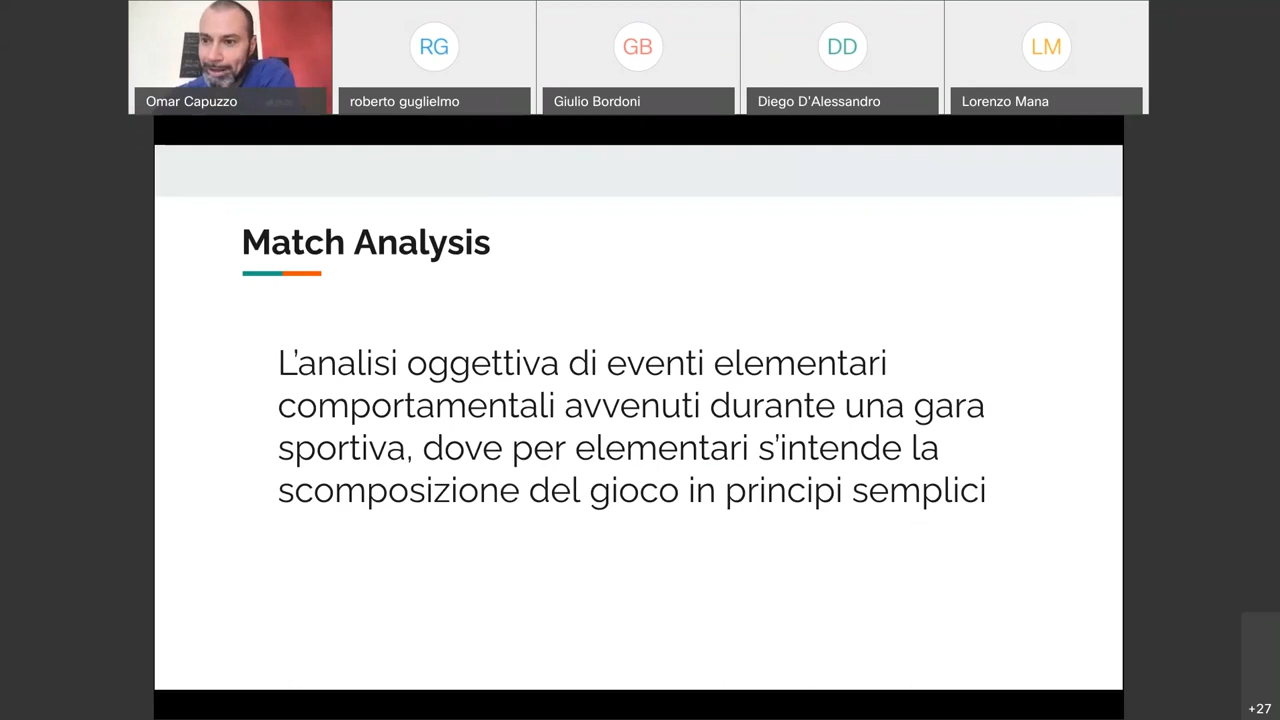 Omar Capuzzo
RG
roberto guglielmo
GB
Giulio Bordoni
DD
Diego D'Alessandro
LM
Lorenzo Mana
Match Analysis
L’analisi oggettiva di eventi elementari
comportamentali avvenuti durante una gara
sportiva, dove per elementari s’intende la
scomposizione del gioco in principi semplici
+27